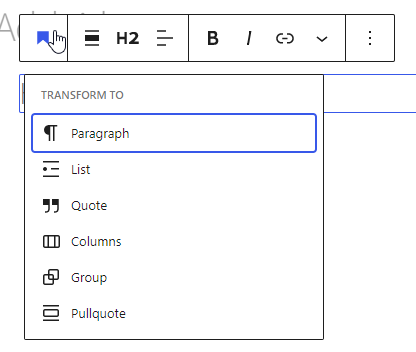 H2 B I
TRANSFORM TO
Paragraph
List
Quote
Columns
Group
Pullquote